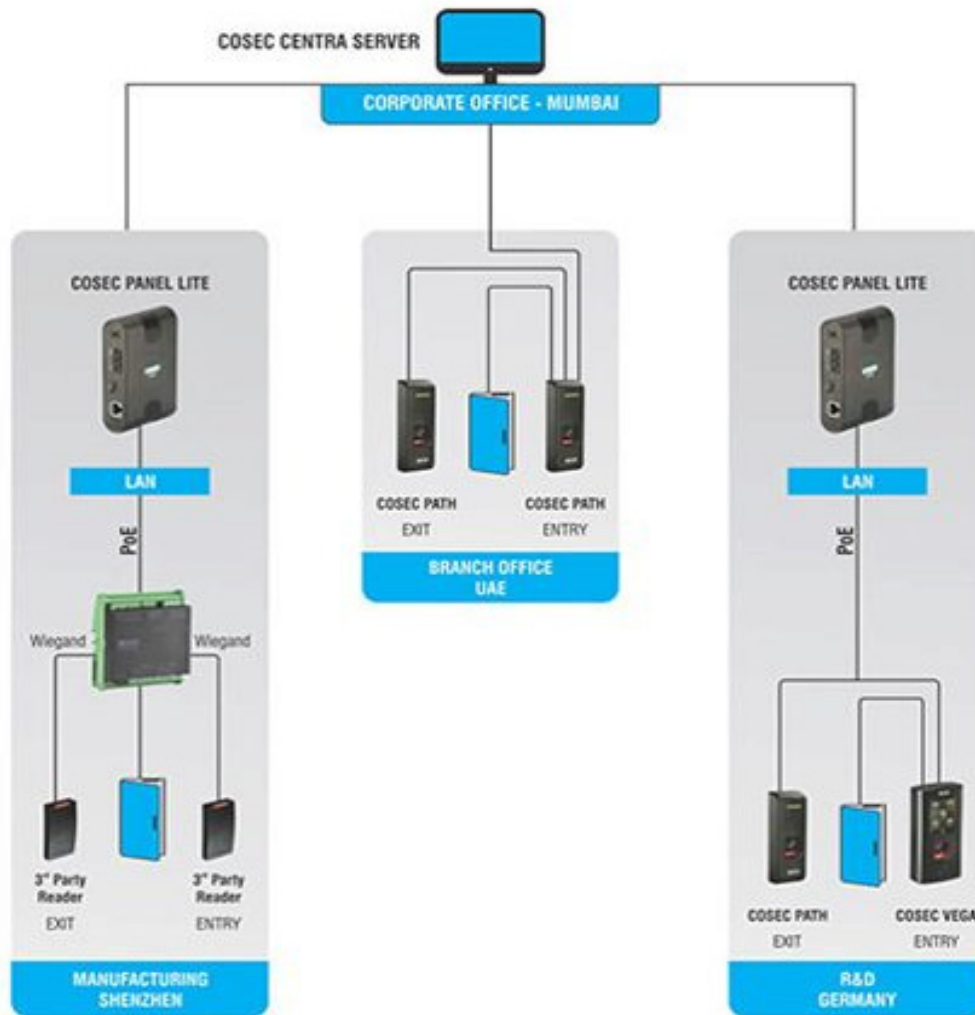 COSEC CENTRA SERVER
CORPORATE OFFICE - MUMBAI
COSEC PANEL LITE
LAN
PoE
Wiegand
Wiegand
3rd Party
Reader
EXIT
3rd Party
Reader
ENTRY
MANUFACTURING
SHENZHEN
COSEC PATH
EXIT
COSEC PATH
ENTRY
BRANCH OFFICE
UAE
COSEC PANEL LITE
LAN
PoE
COSEC PATH
EXIT
COSEC VEGA
ENTRY
R&D
GERMANY